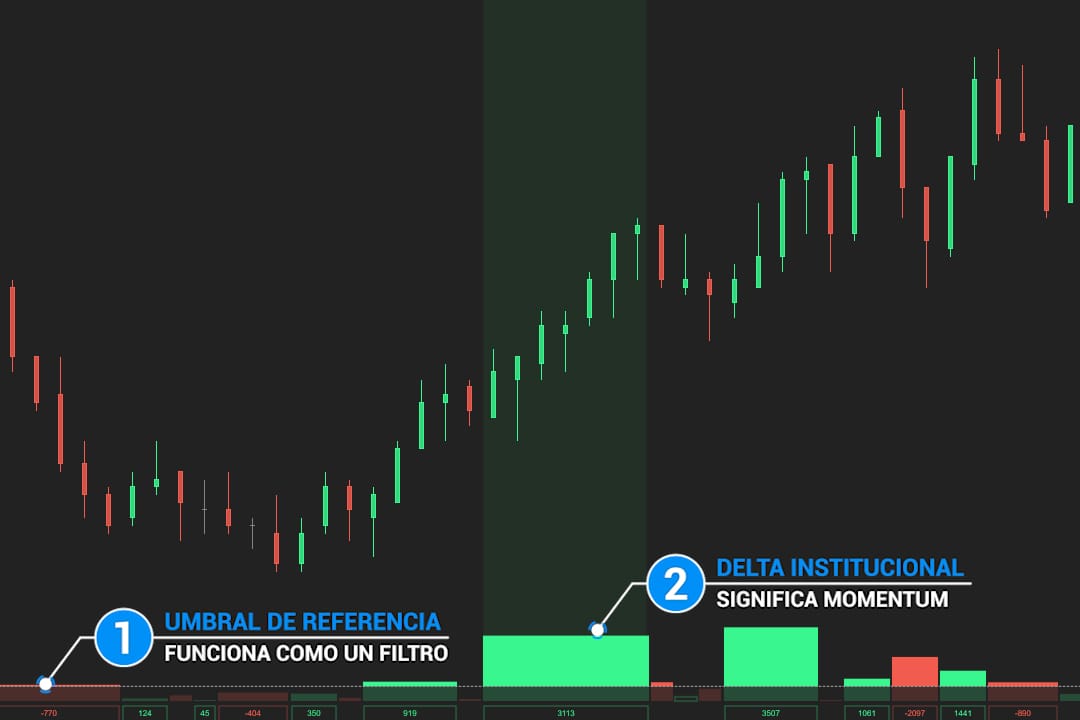 2
DELTA INSTITUCIONAL
SIGNIFICA MOMENTUM
1
UMBRAL DE REFERENCIA
FUNCIONA COMO UN FILTRO
-770 124 45 -404 350 919 3113 3507 1061 -2097 1441 -890